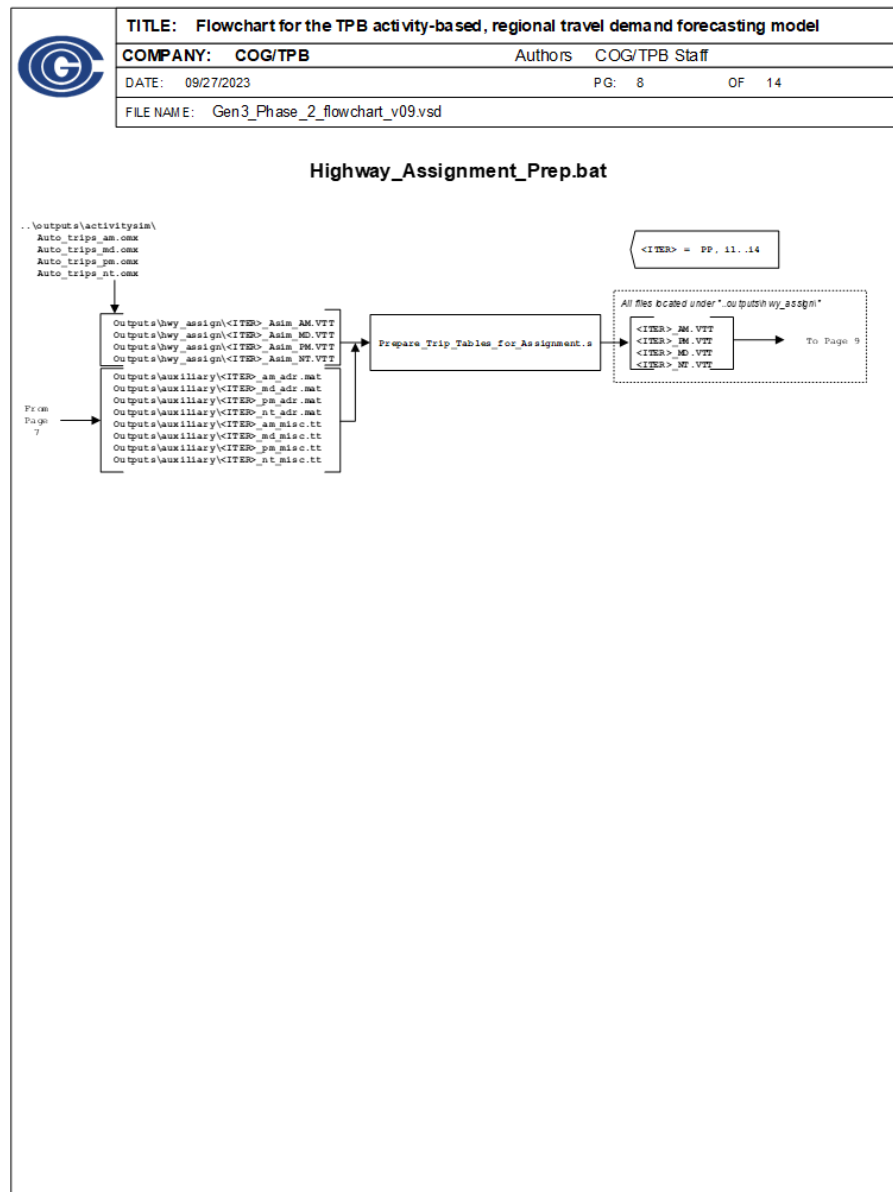 TITLE: Flowchart for the TPB activity-based, regional travel demand forecasting model
COMPANY: COG/TPB Authors COG/TPB Staff
DATE: 09/27/2023 PG: 8 OF 14
FILE NAME: Gen3_Phase_2_flowchart_v09.vsd
Highway_Assignment_Prep.bat
..\outputs\activitysim\
Auto_trips_am.omx
Auto_trips_md.omx
Auto_trips_pm.omx
Auto_trips_nt.omx
<ITER> = PP, i1..i4
Outputs\hwy_assign\<ITER>_Asim_AM.VTT
Outputs\hwy_assign\<ITER>_Asim_MD.VTT
Outputs\hwy_assign\<ITER>_Asim_PM.VTT
Outputs\hwy_assign\<ITER>_Asim_NT.VTT
Prepare_Trip_Tables_for_Assignment.s
All files located under "..outputs\hwy_assign\"
<ITER>_AM.VTT
<ITER>_PM.VTT
<ITER>_MD.VTT
<ITER>_NT.VTT
To Page 9
From
Page
7
Outputs\auxiliary\<ITER>_am_adr.mat
Outputs\auxiliary\<ITER>_md_adr.mat
Outputs\auxiliary\<ITER>_pm_adr.mat
Outputs\auxiliary\<ITER>_nt_adr.mat
Outputs\auxiliary\<ITER>_am_misc.tt
Outputs\auxiliary\<ITER>_md_misc.tt
Outputs\auxiliary\<ITER>_pm_misc.tt
Outputs\auxiliary\<ITER>_nt_misc.tt